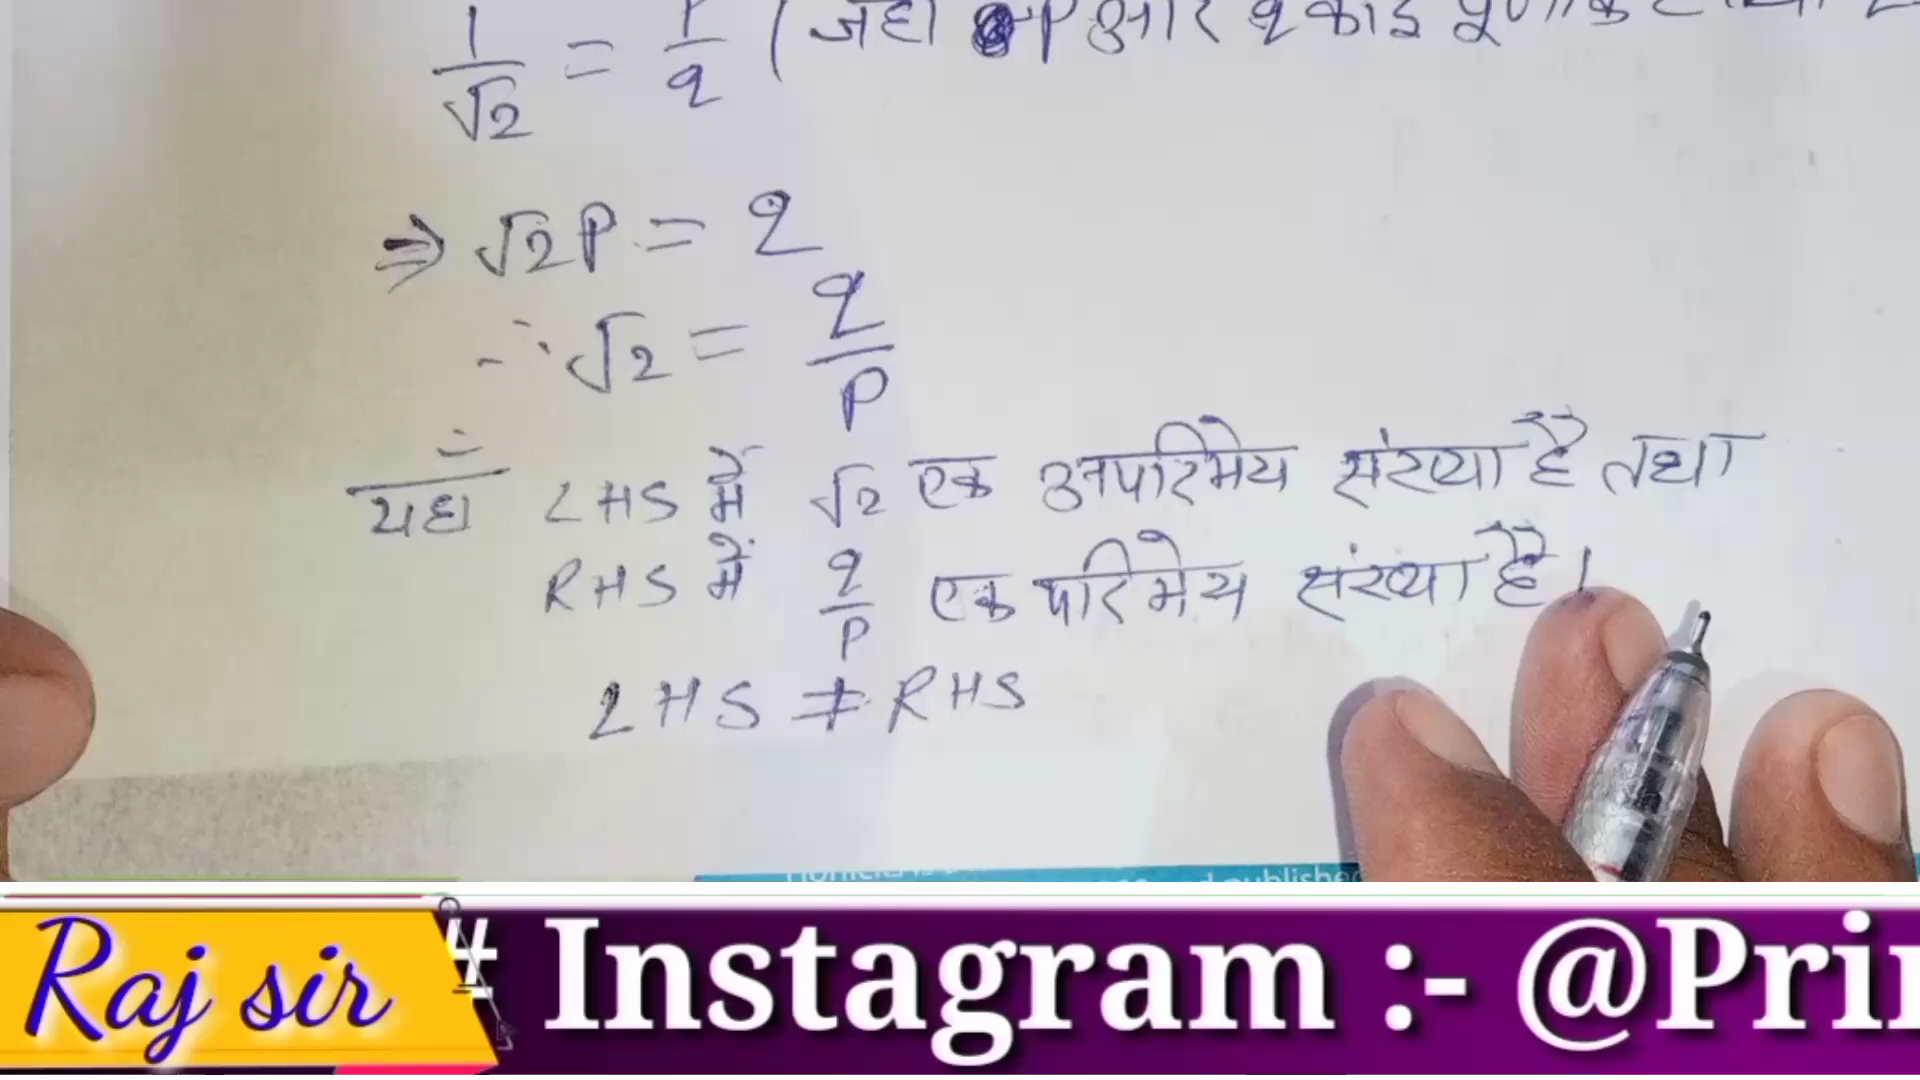 1/√2 = P/q (जहाँ P और q कोई पूर्णांक
⇒ √2P = q
∴ √2 = q/P
यहा LHS में √2 एक अपरिमेय संख्या है तथा
RHS में q/P एक परिमेय संख्या है।
LHS ≠ RHS
Raj sir # Instagram :- @Pri